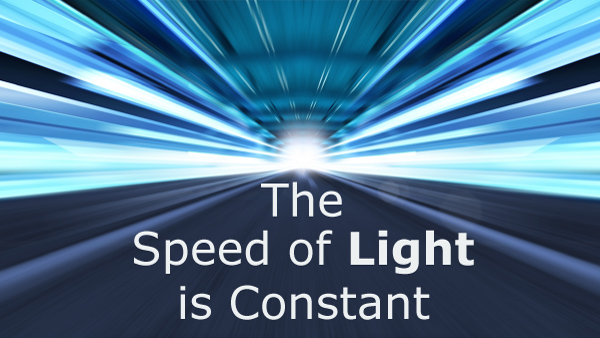 The
Speed of Light
is Constant